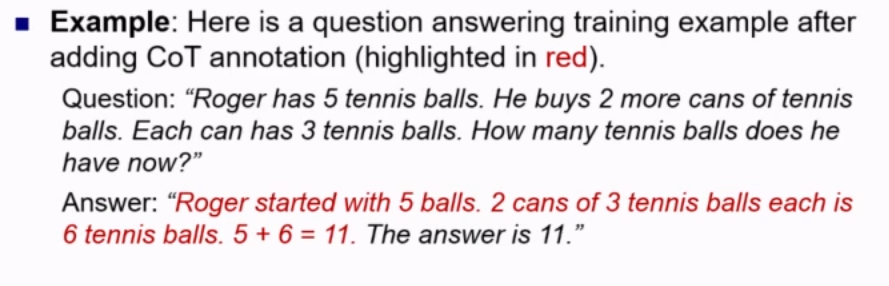 Example: Here is a question answering training example after
adding CoT annotation (highlighted in red).
Question: “Roger has 5 tennis balls. He buys 2 more cans of tennis
balls. Each can has 3 tennis balls. How many tennis balls does he
have now?”
Answer: “Roger started with 5 balls. 2 cans of 3 tennis balls each is
6 tennis balls. 5 + 6 = 11. The answer is 11.”